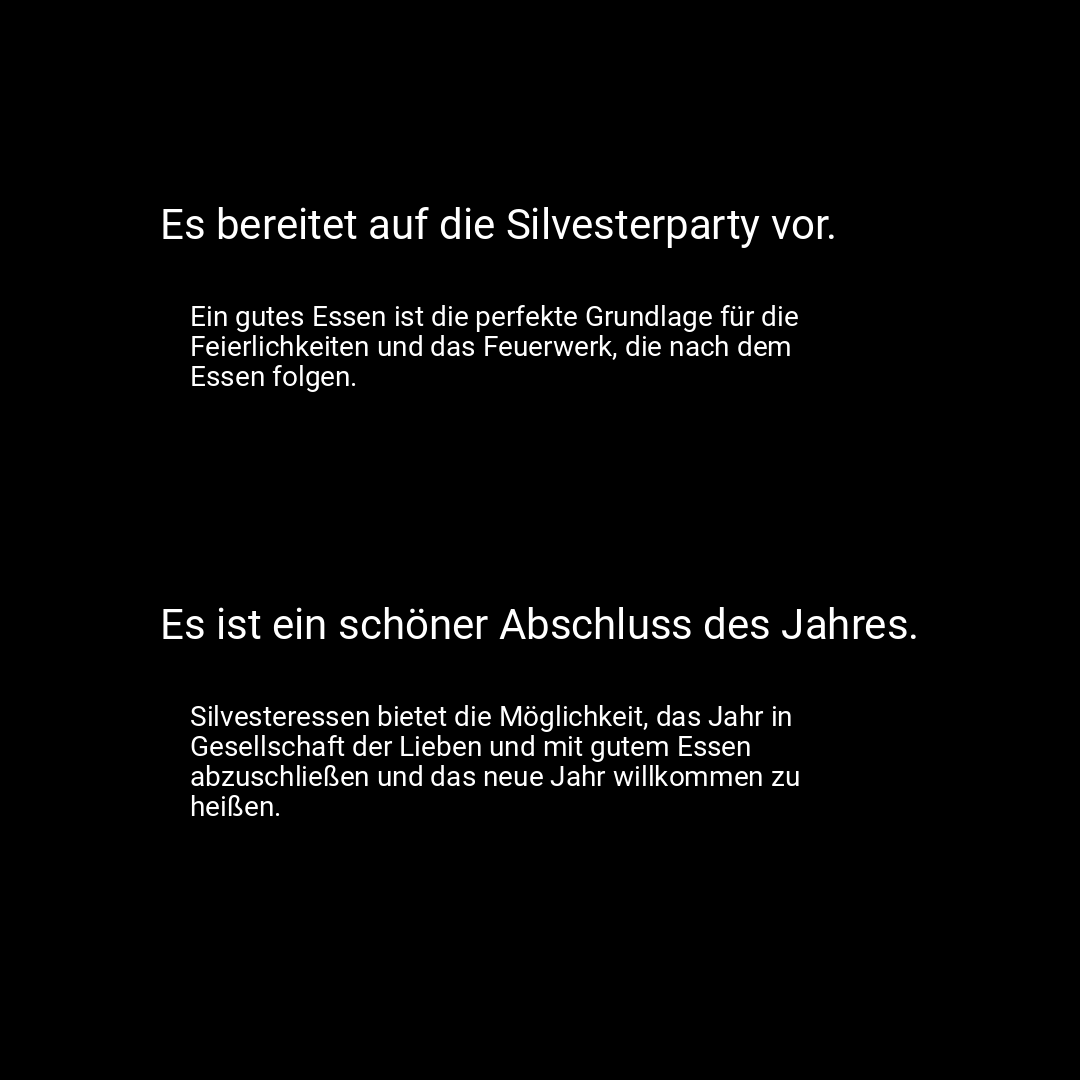 Es bereitet auf die Silvesterparty vor.
Ein gutes Essen ist die perfekte Grundlage für die
Feierlichkeiten und das Feuerwerk, die nach dem
Essen folgen.
Es ist ein schöner Abschluss des Jahres.
Silvesteressen bietet die Möglichkeit, das Jahr in
Gesellschaft der Lieben und mit gutem Essen
abzuschließen und das neue Jahr willkommen zu
heißen.